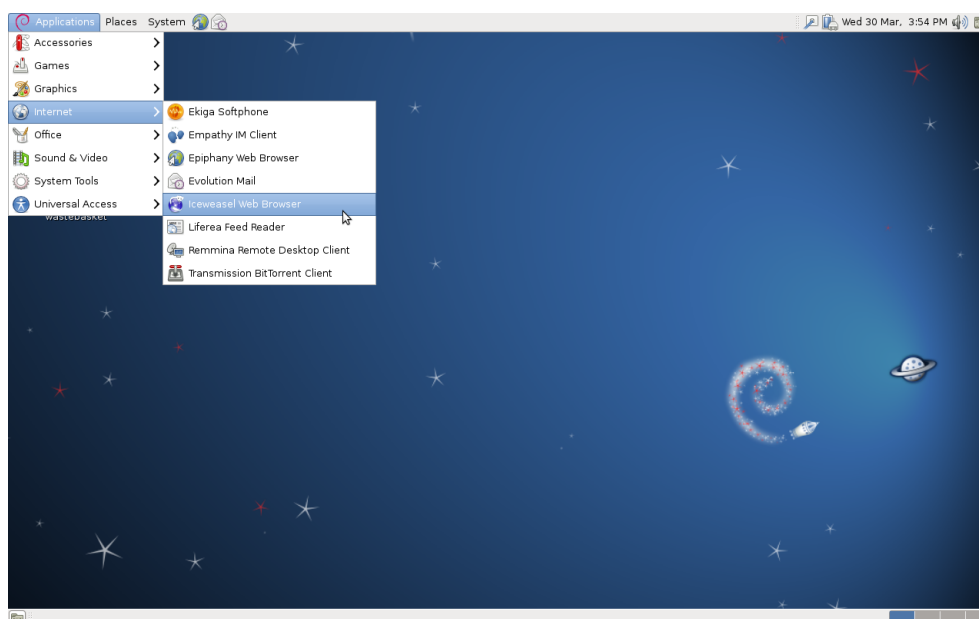 Applications Places System Wed 30 Mar, 3:54 PM
Accessories
Games
Graphics
Internet
Office
Sound & Video
System Tools
Universal Access
wastebasket
Ekiga Softphone
Empathy IM Client
Epiphany Web Browser
Evolution Mail
Iceweasel Web Browser
Liferea Feed Reader
Remmina Remote Desktop Client
Transmission BitTorrent Client